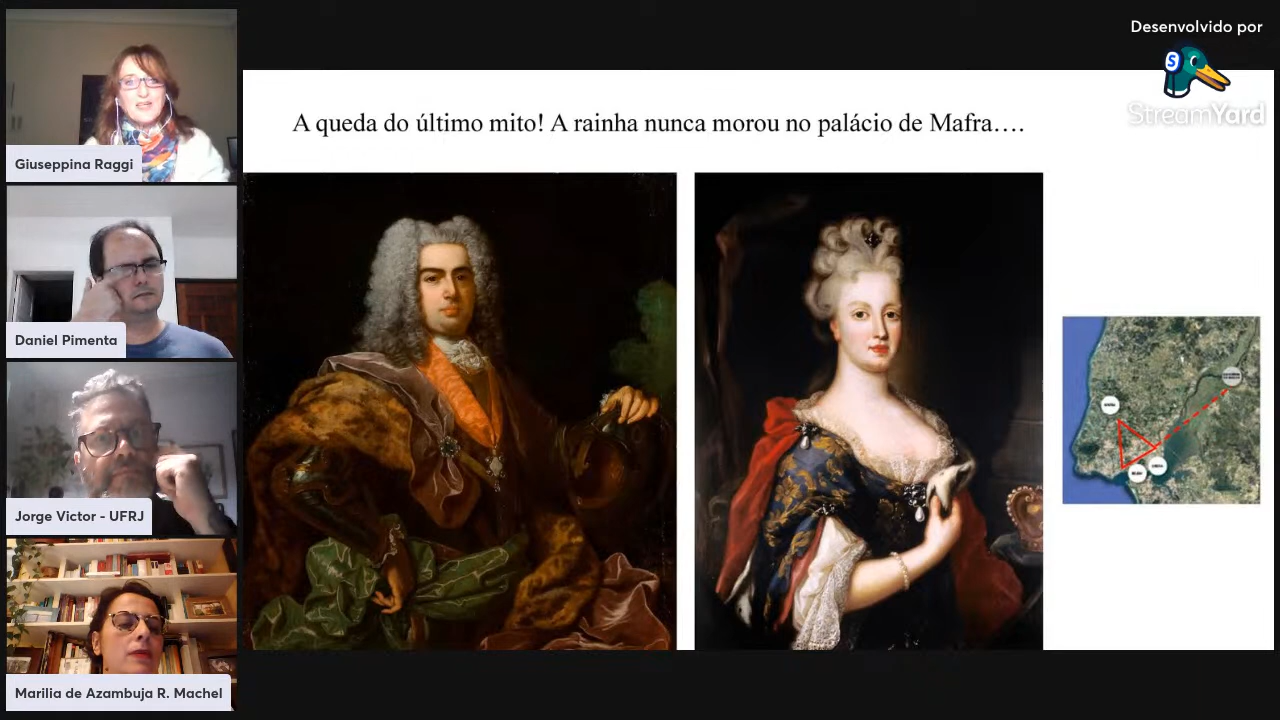 Desenvolvido por
StreamYard
A queda do último mito! A rainha nunca morou no palácio de Mafra….
Giuseppina Raggi
Daniel Pimenta
Jorge Victor - UFRJ
Marilia de Azambuja R. Machel